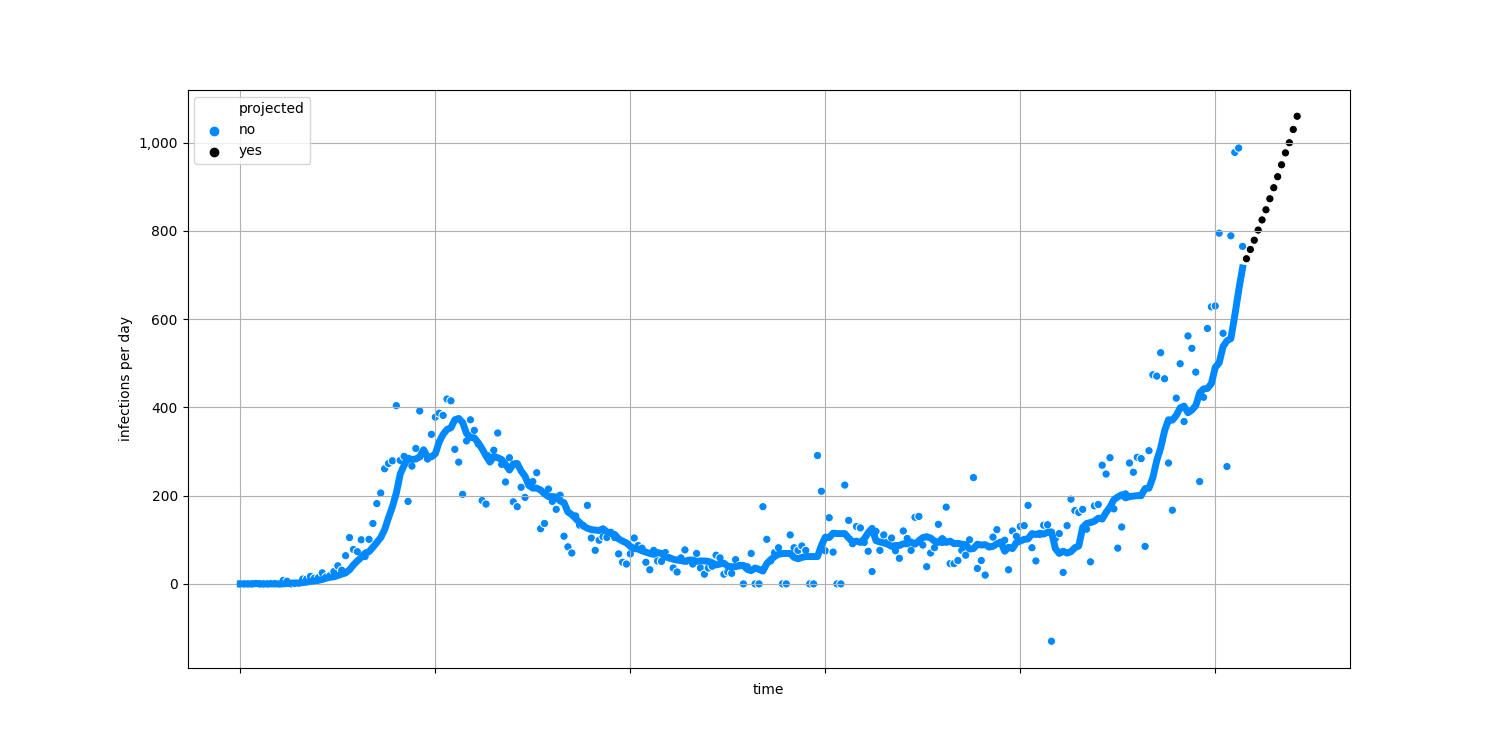 projected
no
yes
1,000
800
600
400
200
0
infections per day
time